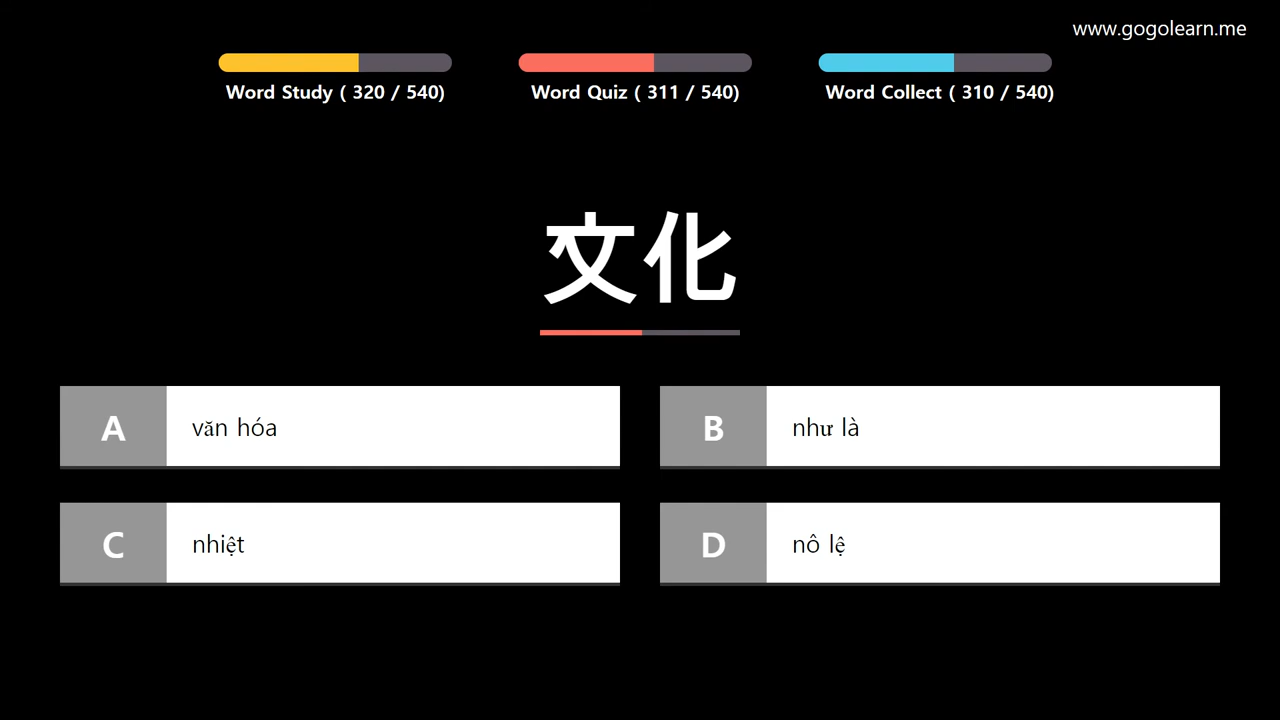 www.gogolearn.me
Word Study ( 320 / 540)
Word Quiz ( 311 / 540)
Word Collect ( 310 / 540)
文化
A văn hóa
B như là
C nhiệt
D nô lệ